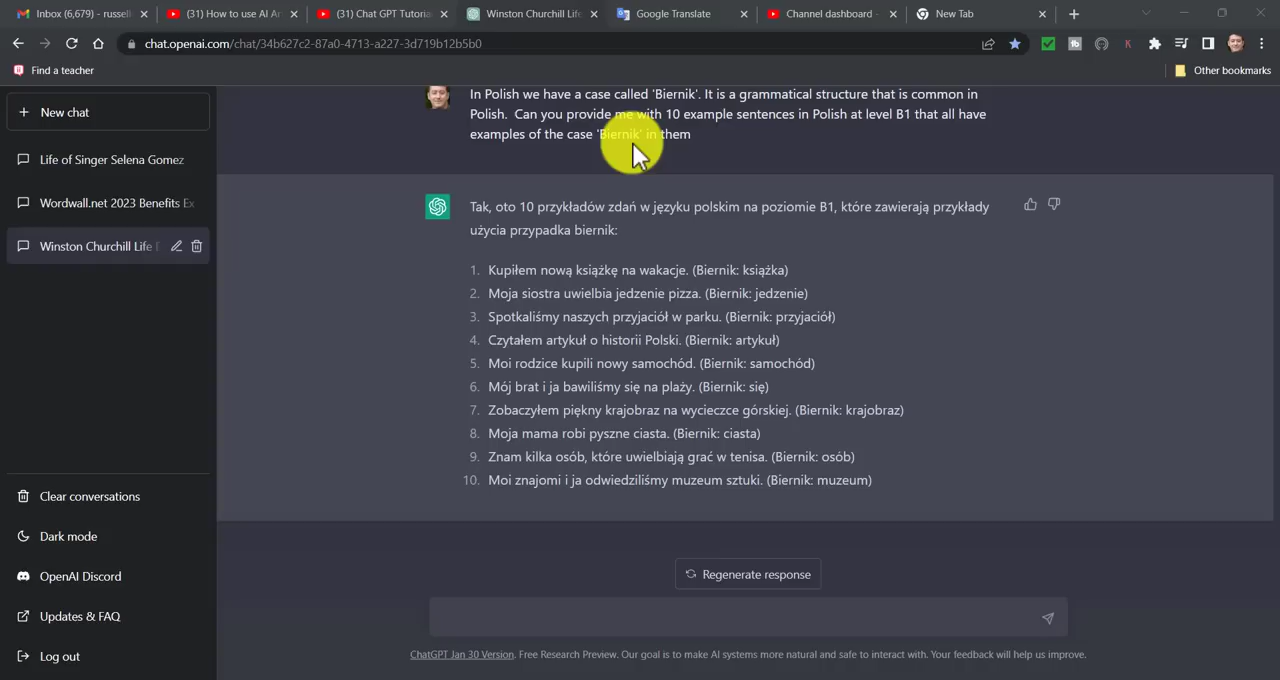 Inbox (6,679) - russell
(31) How to use AI Ar
(31) Chat GPT Tutoria
Winston Churchill Life
Google Translate
Channel dashboard -
New Tab
chat.openai.com/chat/34b627c2-87a0-4713-a227-3d719b12b5b0
Find a teacher
Other bookmarks
New chat
Life of Singer Selena Gomez
Wordwall.net 2023 Benefits Ex
Winston Churchill Life
Clear conversations
Dark mode
OpenAI Discord
Updates & FAQ
Log out
In Polish we have a case called 'Biernik'. It is a grammatical structure that is common in
Polish.  Can you provide me with 10 example sentences in Polish at level B1 that all have
examples of the case 'Biernik' in them
Tak, oto 10 przykładów zdań w języku polskim na poziomie B1, które zawierają przykłady
użycia przypadka biernik:
1. Kupiłem nową książkę na wakacje. (Biernik: książka)
2. Moja siostra uwielbia jedzenie pizza. (Biernik: jedzenie)
3. Spotkaliśmy naszych przyjaciół w parku. (Biernik: przyjaciół)
4. Czytałem artykuł o historii Polski. (Biernik: artykuł)
5. Moi rodzice kupili nowy samochód. (Biernik: samochód)
6. Mój brat i ja bawiliśmy się na plaży. (Biernik: się)
7. Zobaczyłem piękny krajobraz na wycieczce górskiej. (Biernik: krajobraz)
8. Moja mama robi pyszne ciasta. (Biernik: ciasta)
9. Znam kilka osób, które uwielbiają grać w tenisa. (Biernik: osób)
10. Moi znajomi i ja odwiedziliśmy muzeum sztuki. (Biernik: muzeum)
Regenerate response
ChatGPT Jan 30 Version. Free Research Preview. Our goal is to make AI systems more natural and safe to interact with. Your feedback will help us improve.